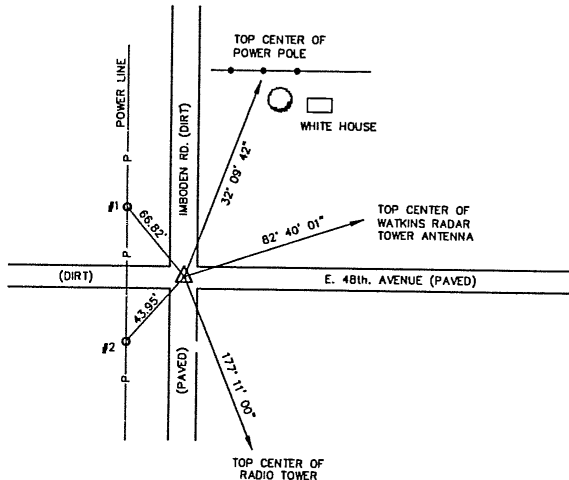 TOP CENTER OF
POWER POLE
POWER LINE
P
IMBODEN RD. (DIRT)
WHITE HOUSE
32° 09' 42"
#1
66.82'
TOP CENTER OF
WATKINS RADAR
TOWER ANTENNA
82° 40' 01"
P
(DIRT)
E. 48th. AVENUE (PAVED)
43.95'
#2
P
(PAVED)
177° 11' 00"
TOP CENTER OF
RADIO TOWER